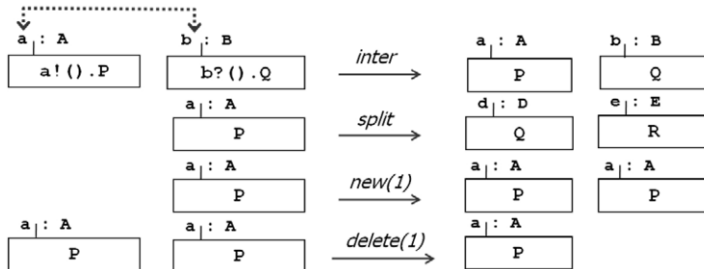 a : A b : B a : A b : B
a!().P b?().Q inter P Q
a : A d : D e : E
P split Q R
a : A a : A a : A
P new(1) P P
a : A a : A a : A
P P delete(1) P